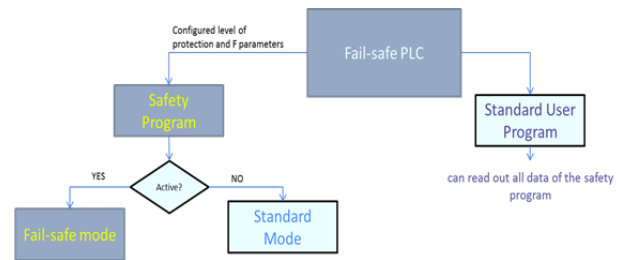 Configured level of
protection and F parameters
Fail-safe PLC
Safety
Program
Standard User
Program
can read out all data of the safety
program
YES
Active?
NO
Fail-safe mode
Standard
Mode